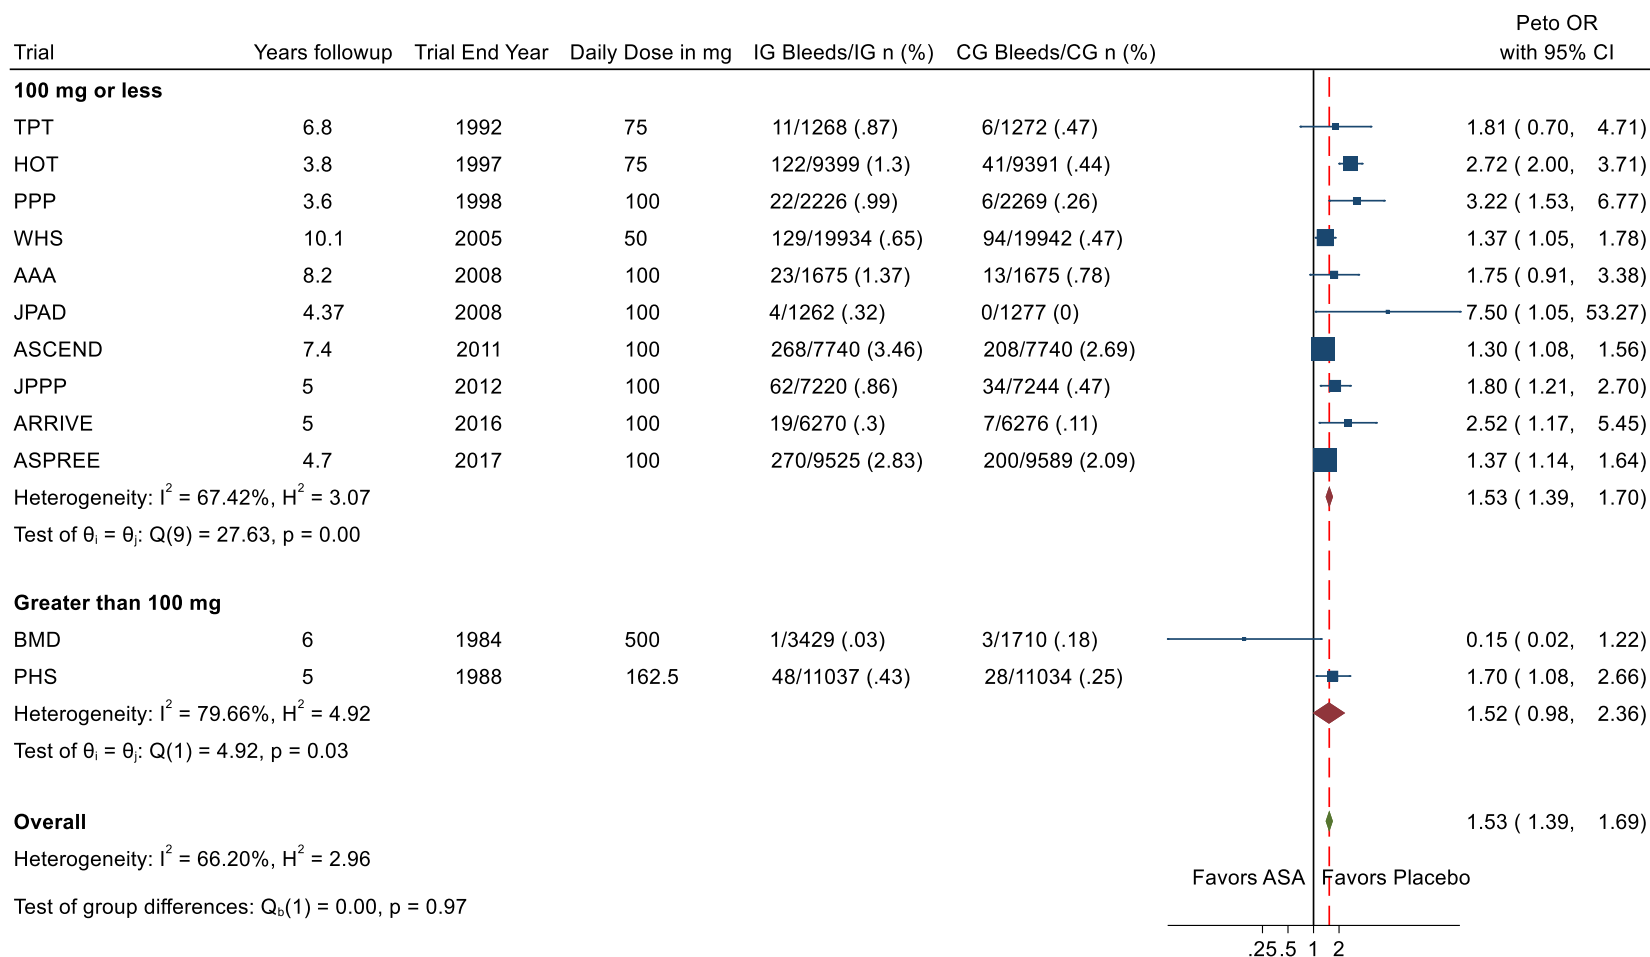 Peto OR
Trial Years followup Trial End Year Daily Dose in mg IG Bleeds/IG n (%) CG Bleeds/CG n (%) with 95% CI
100 mg or less
TPT 6.8 1992 75 11/1268 (.87) 6/1272 (.47) 1.81 ( 0.70, 4.71)
HOT 3.8 1997 75 122/9399 (1.3) 41/9391 (.44) 2.72 ( 2.00, 3.71)
PPP 3.6 1998 100 22/2226 (.99) 6/2269 (.26) 3.22 ( 1.53, 6.77)
WHS 10.1 2005 50 129/19934 (.65) 94/19942 (.47) 1.37 ( 1.05, 1.78)
AAA 8.2 2008 100 23/1675 (1.37) 13/1675 (.78) 1.75 ( 0.91, 3.38)
JPAD 4.37 2008 100 4/1262 (.32) 0/1277 (0) 7.50 ( 1.05, 53.27)
ASCEND 7.4 2011 100 268/7740 (3.46) 208/7740 (2.69) 1.30 ( 1.08, 1.56)
JPPP 5 2012 100 62/7220 (.86) 34/7244 (.47) 1.80 ( 1.21, 2.70)
ARRIVE 5 2016 100 19/6270 (.3) 7/6276 (.11) 2.52 ( 1.17, 5.45)
ASPREE 4.7 2017 100 270/9525 (2.83) 200/9589 (2.09) 1.37 ( 1.14, 1.64)
Heterogeneity: I² = 67.42%, H² = 3.07 1.53 ( 1.39, 1.70)
Test of θᵢ = θⱼ: Q(9) = 27.63, p = 0.00
Greater than 100 mg
BMD 6 1984 500 1/3429 (.03) 3/1710 (.18) 0.15 ( 0.02, 1.22)
PHS 5 1988 162.5 48/11037 (.43) 28/11034 (.25) 1.70 ( 1.08, 2.66)
Heterogeneity: I² = 79.66%, H² = 4.92 1.52 ( 0.98, 2.36)
Test of θᵢ = θⱼ: Q(1) = 4.92, p = 0.03
Overall 1.53 ( 1.39, 1.69)
Heterogeneity: I² = 66.20%, H² = 2.96
Favors ASA Favors Placebo
Test of group differences: Q_b(1) = 0.00, p = 0.97
.25 .5 1 2